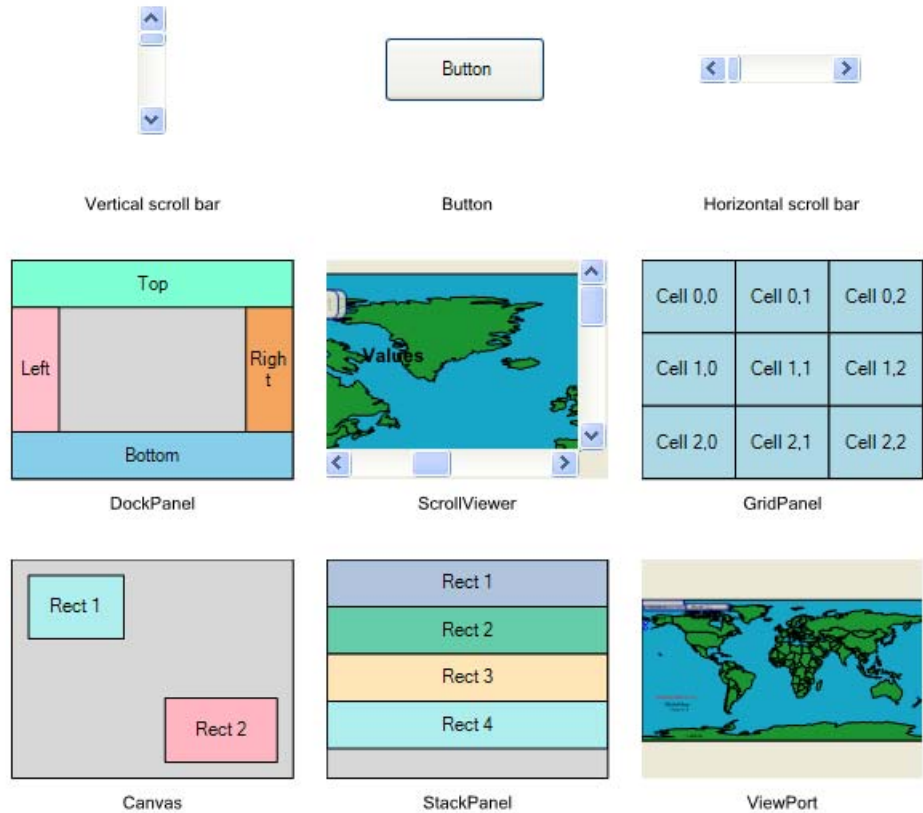 Button
Vertical scroll bar
Button
Horizontal scroll bar
Top
Left
Righ
t
Bottom
DockPanel
Values
ScrollViewer
Cell 0,0
Cell 0,1
Cell 0,2
Cell 1,0
Cell 1,1
Cell 1,2
Cell 2,0
Cell 2,1
Cell 2,2
GridPanel
Rect 1
Rect 2
Canvas
Rect 1
Rect 2
Rect 3
Rect 4
StackPanel
ViewPort